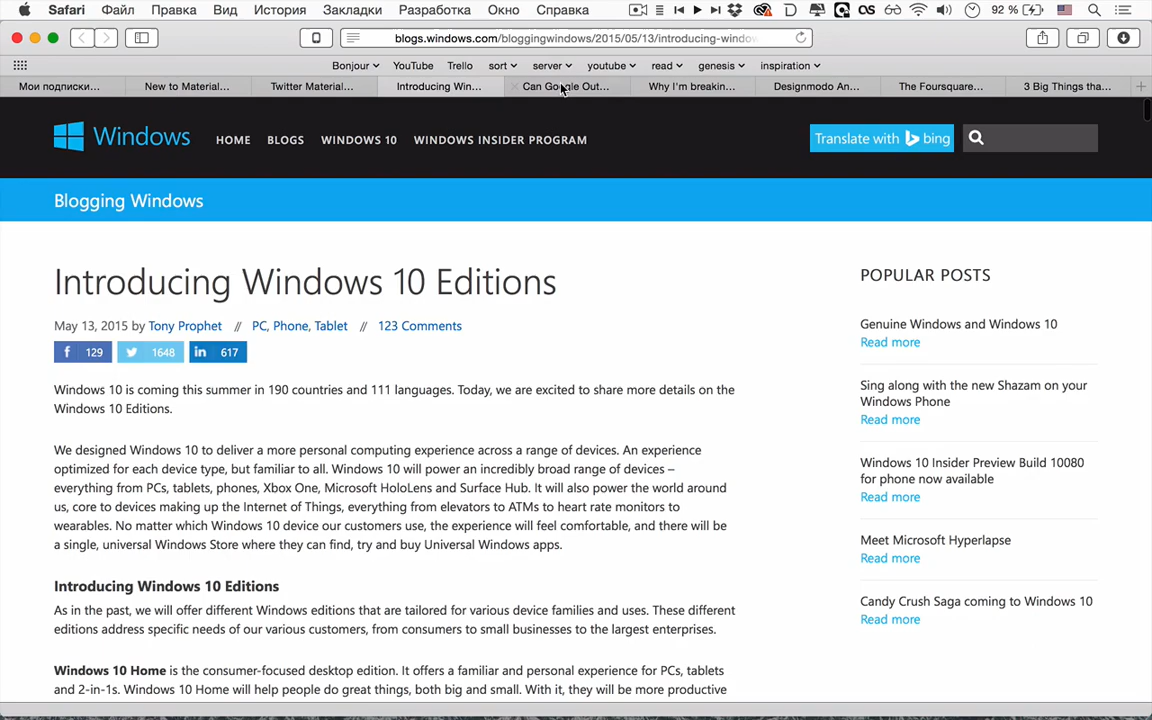 Safari Файл Правка Вид История Закладки Разработка Окно Справка 92 %
blogs.windows.com/bloggingwindows/2015/05/13/introducing-windo
Bonjour YouTube Trello sort server youtube read genesis inspiration
Мои подписки... New to Material... Twitter Material... Introducing Win... Can Google Out... Why I'm breakin... Designmodo An... The Foursquare... 3 Big Things tha...
Windows HOME BLOGS WINDOWS 10 WINDOWS INSIDER PROGRAM Translate with bing
Blogging Windows
Introducing Windows 10 Editions
May 13, 2015 by Tony Prophet // PC, Phone, Tablet // 123 Comments
f 129 1648 in 617
Windows 10 is coming this summer in 190 countries and 111 languages. Today, we are excited to share more details on the
Windows 10 Editions.
We designed Windows 10 to deliver a more personal computing experience across a range of devices. An experience
optimized for each device type, but familiar to all. Windows 10 will power an incredibly broad range of devices –
everything from PCs, tablets, phones, Xbox One, Microsoft HoloLens and Surface Hub. It will also power the world around
us, core to devices making up the Internet of Things, everything from elevators to ATMs to heart rate monitors to
wearables. No matter which Windows 10 device our customers use, the experience will feel comfortable, and there will be
a single, universal Windows Store where they can find, try and buy Universal Windows apps.
Introducing Windows 10 Editions
As in the past, we will offer different Windows editions that are tailored for various device families and uses. These different
editions address specific needs of our various customers, from consumers to small businesses to the largest enterprises.
Windows 10 Home is the consumer-focused desktop edition. It offers a familiar and personal experience for PCs, tablets
and 2-in-1s. Windows 10 Home will help people do great things, both big and small. With it, they will be more productive
POPULAR POSTS
Genuine Windows and Windows 10
Read more
Sing along with the new Shazam on your
Windows Phone
Read more
Windows 10 Insider Preview Build 10080
for phone now available
Read more
Meet Microsoft Hyperlapse
Read more
Candy Crush Saga coming to Windows 10
Read more